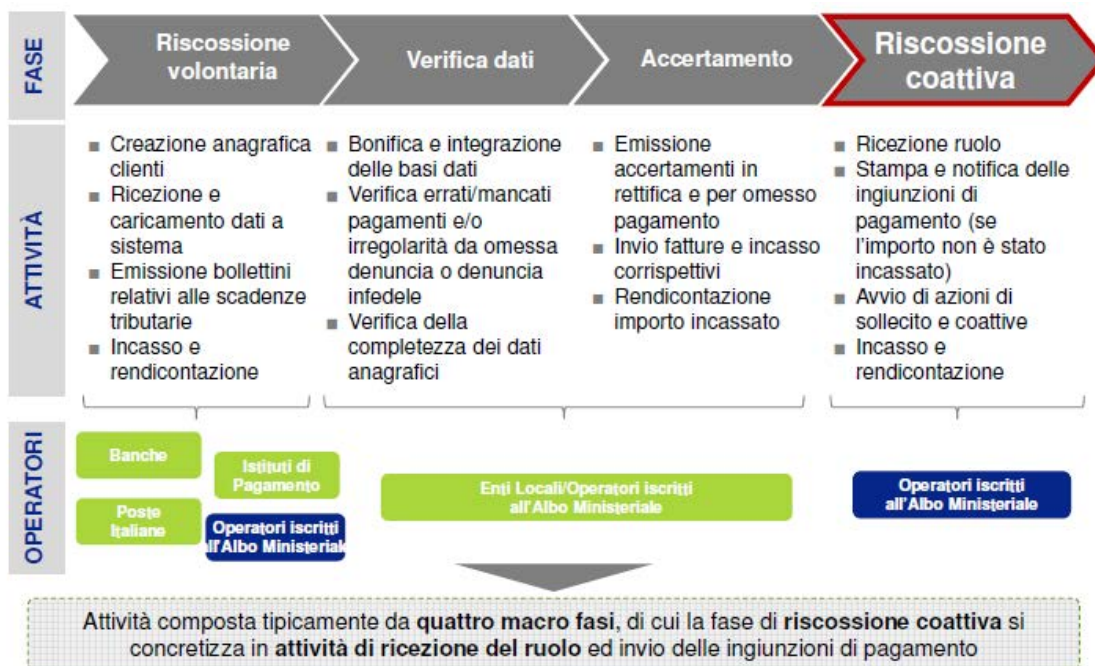 FASE
Riscossione
volontaria
Verifica dati
Accertamento
Riscossione
coattiva
ATTIVITÀ
■ Creazione anagrafica
clienti
■ Ricezione e
caricamento dati a
sistema
■ Emissione bollettini
relativi alle scadenze
tributarie
■ Incasso e
rendicontazione
■ Bonifica e integrazione
delle basi dati
■ Verifica errati/mancati
pagamenti e/o
irregolarità da omessa
denuncia o denuncia
infedele
■ Verifica della
completezza dei dati
anagrafici
■ Emissione
accertamenti in
rettifica e per omesso
pagamento
■ Invio fatture e incasso
corrispettivi
■ Rendicontazione
importo incassato
■ Ricezione ruolo
■ Stampa e notifica delle
ingiunzioni di
pagamento (se
l'importo non è stato
incassato)
■ Avvio di azioni di
sollecito e coattive
■ Incasso e
rendicontazione
OPERATORI
Banche
Istituti di
Pagamento
Poste
Italiane
Operatori iscritti
all'Albo Ministeriale
Enti Locali/Operatori iscritti
all'Albo Ministeriale
Operatori iscritti
all'Albo Ministeriale
Attività composta tipicamente da quattro macro fasi, di cui la fase di riscossione coattiva si
concretizza in attività di ricezione del ruolo ed invio delle ingiunzioni di pagamento